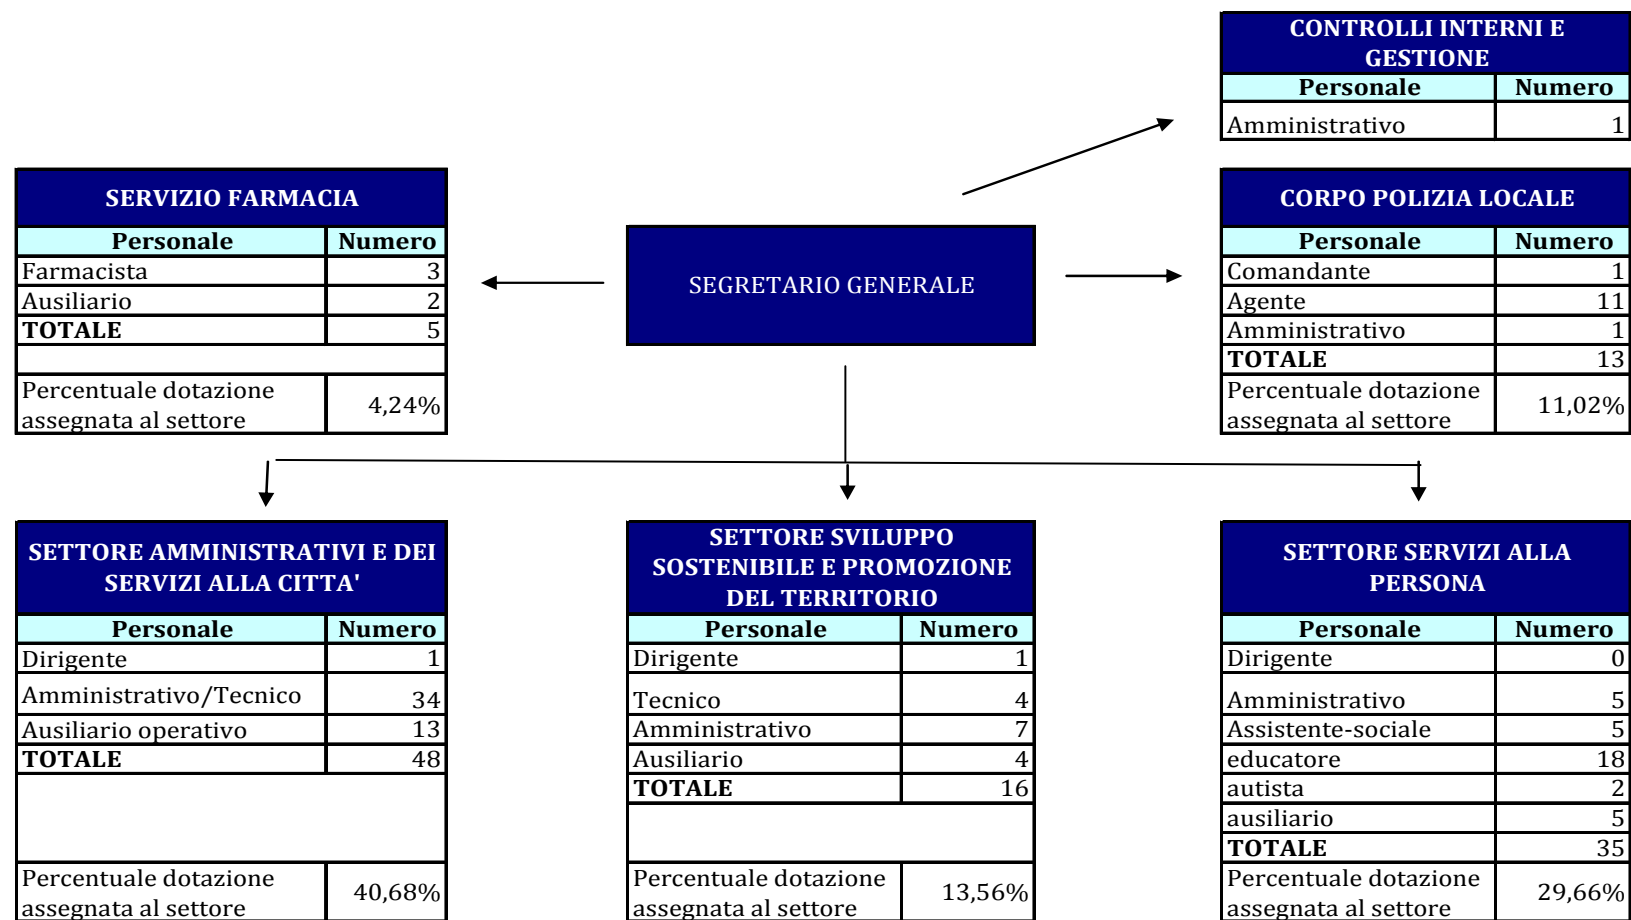 CONTROLLI INTERNI E
GESTIONE
Personale Numero
Amministrativo 1
SERVIZIO FARMACIA
Personale Numero
Farmacista 3
Ausiliario 2
TOTALE 5
Percentuale dotazione
assegnata al settore
4,24%
SEGRETARIO GENERALE
CORPO POLIZIA LOCALE
Personale Numero
Comandante 1
Agente 11
Amministrativo 1
TOTALE 13
Percentuale dotazione
assegnata al settore
11,02%
SETTORE AMMINISTRATIVI E DEI
SERVIZI ALLA CITTA'
Personale Numero
Dirigente 1
Amministrativo/Tecnico 34
Ausiliario operativo 13
TOTALE 48
Percentuale dotazione
assegnata al settore
40,68%
SETTORE SVILUPPO
SOSTENIBILE E PROMOZIONE
DEL TERRITORIO
Personale Numero
Dirigente 1
Tecnico 4
Amministrativo 7
Ausiliario 4
TOTALE 16
Percentuale dotazione
assegnata al settore
13,56%
SETTORE SERVIZI ALLA
PERSONA
Personale Numero
Dirigente 0
Amministrativo 5
Assistente-sociale 5
educatore 18
autista 2
ausiliario 5
TOTALE 35
Percentuale dotazione
assegnata al settore
29,66%